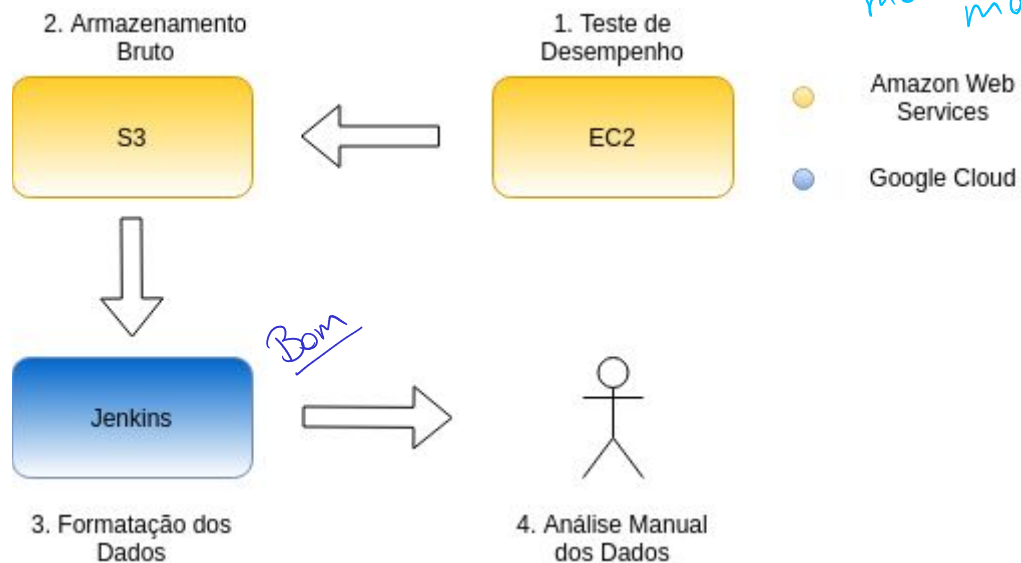 2. Armazenamento
Bruto
1. Teste de
Desempenho
S3
EC2
Amazon Web
Services
Google Cloud
Bom
Jenkins
3. Formatação dos
Dados
4. Análise Manual
dos Dados